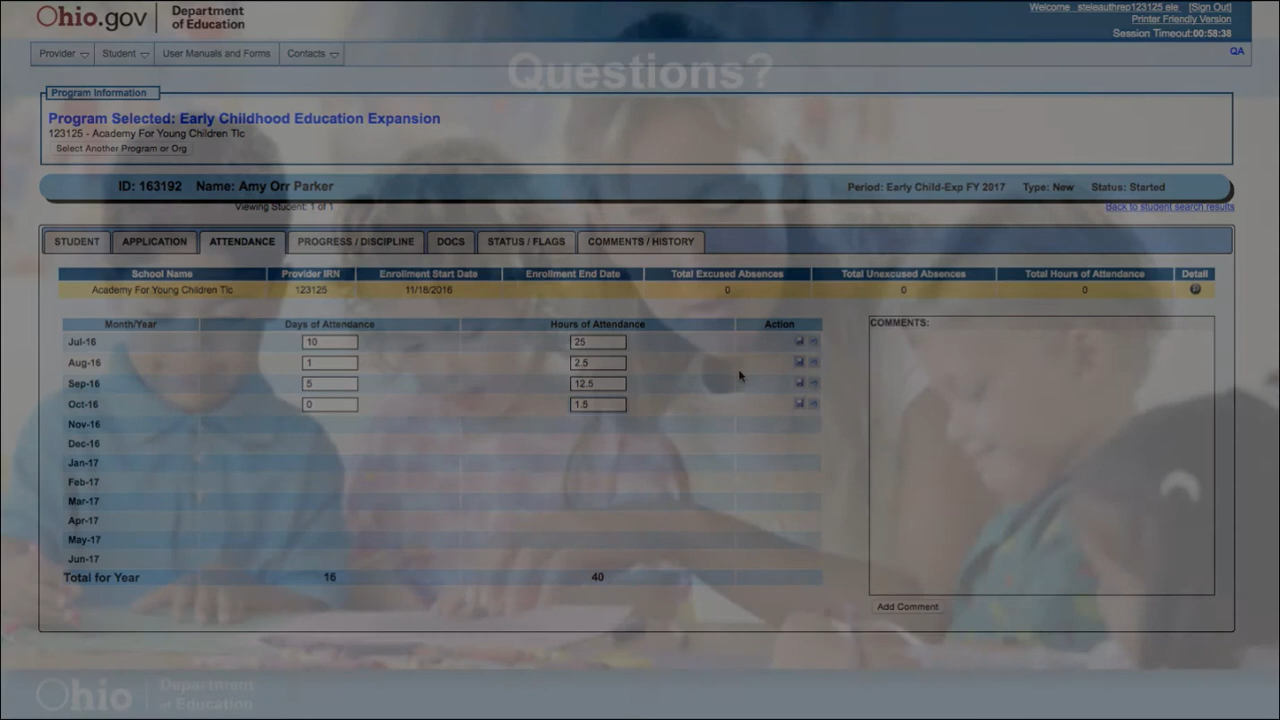 Ohio.gov
Department
of Education
Welcome steleauthrep123125 ele [Sign Out]
Printer Friendly Version
Session Timeout:00:58:38
Provider Student User Manuals and Forms Contacts
QA
Questions?
Program Information
Program Selected: Early Childhood Education Expansion
123125 - Academy For Young Children Tlc
Select Another Program or Org
ID: 163192 Name: Amy Orr Parker
Period: Early Child-Exp FY 2017 Type: New Status: Started
Viewing Student: 1 of 1
Back to student search results
STUDENT APPLICATION ATTENDANCE PROGRESS / DISCIPLINE DOCS STATUS / FLAGS COMMENTS / HISTORY
School Name Provider IRN Enrollment Start Date Enrollment End Date Total Excused Absences Total Unexcused Absences Total Hours of Attendance Detail
Academy For Young Children Tlc 123125 11/18/2016 0 0 0
Month/Year Days of Attendance Hours of Attendance Action
COMMENTS:
Jul-16 10 25
Aug-16 1 2.5
Sep-16 5 12.5
Oct-16 0 1.5
Nov-16
Dec-16
Jan-17
Feb-17
Mar-17
Apr-17
May-17
Jun-17
Total for Year 16 40
Add Comment
Ohio
Department
of Education